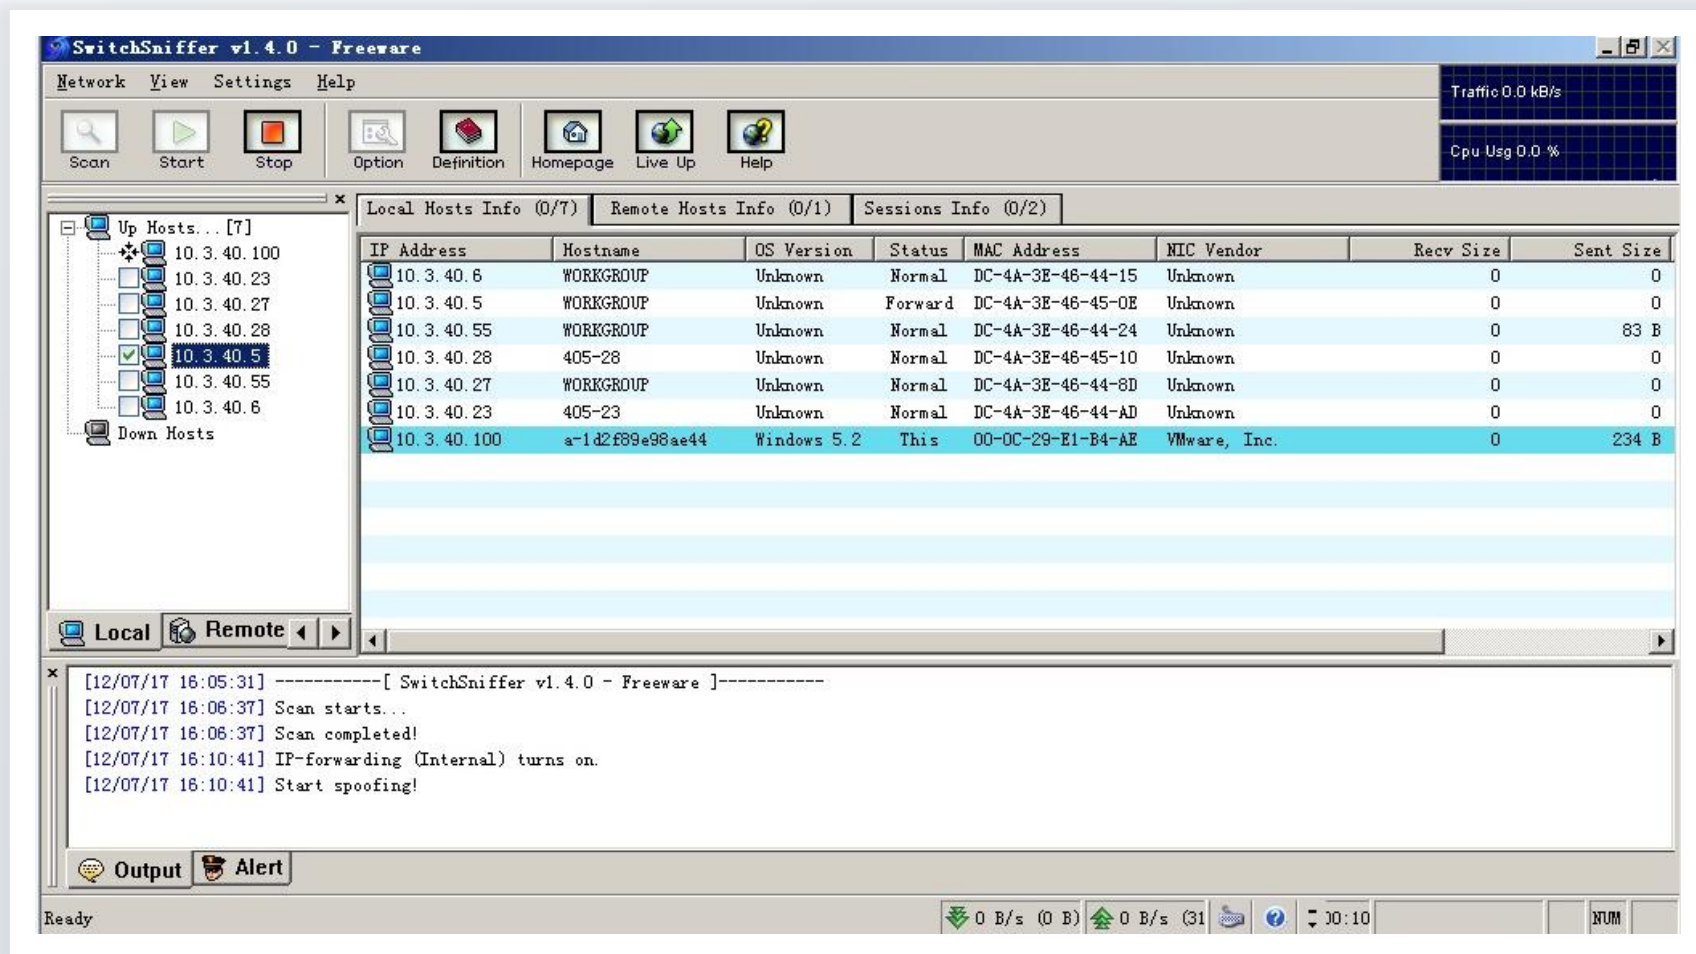 SwitchSniffer v1.4.0 - Freeware
Network View Settings Help
Traffic 0.0 kB/s
Cpu Usg 0.0 %
Scan Start Stop Option Definition Homepage Live Up Help
Local Hosts Info (0/7) Remote Hosts Info (0/1) Sessions Info (0/2)
Up Hosts...[7]
10.3.40.100
10.3.40.23
10.3.40.27
10.3.40.28
10.3.40.5
10.3.40.55
10.3.40.6
Down Hosts
IP Address Hostname OS Version Status MAC Address NIC Vendor Recv Size Sent Size
10.3.40.6 WORKGROUP Unknown Normal DC-4A-3E-46-44-15 Unknown 0 0
10.3.40.5 WORKGROUP Unknown Forward DC-4A-3E-46-45-0E Unknown 0 0
10.3.40.55 WORKGROUP Unknown Normal DC-4A-3E-46-44-24 Unknown 0 83 B
10.3.40.28 405-28 Unknown Normal DC-4A-3E-46-45-10 Unknown 0 0
10.3.40.27 WORKGROUP Unknown Normal DC-4A-3E-46-44-8D Unknown 0 0
10.3.40.23 405-23 Unknown Normal DC-4A-3E-46-44-AD Unknown 0 0
10.3.40.100 a-1d2f89e98ae44 Windows 5.2 This 00-0C-29-E1-B4-AE VMware, Inc. 0 234 B
Local Remote
[12/07/17 16:05:31] -----------[ SwitchSniffer v1.4.0 - Freeware ]-----------
[12/07/17 16:06:37] Scan starts...
[12/07/17 16:06:37] Scan completed!
[12/07/17 16:10:41] IP-forwarding (Internal) turns on.
[12/07/17 16:10:41] Start spoofing!
Output Alert
Ready 0 B/s (0 B) 0 B/s (31 00:10 NUM